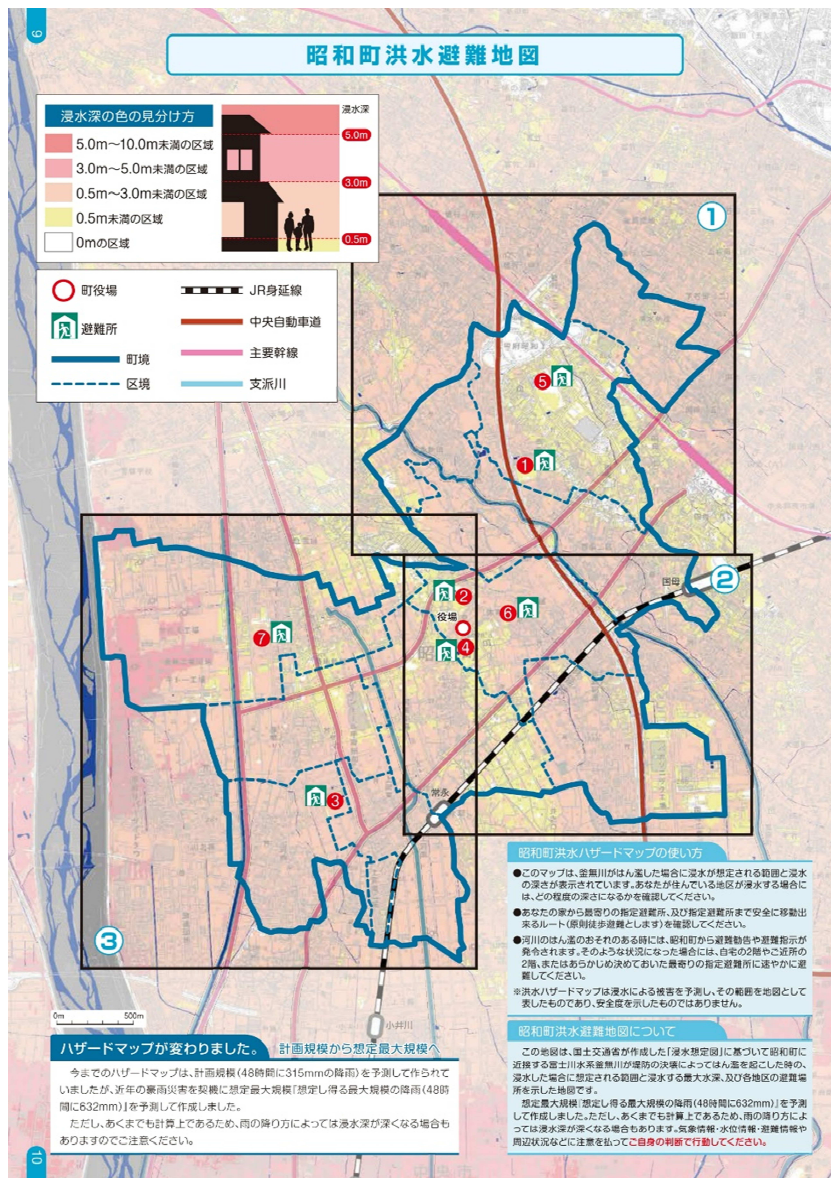 9
昭和町洪水避難地図
浸水深の色の見分け方
5.0m〜10.0m未満の区域
3.0m〜5.0m未満の区域
0.5m〜3.0m未満の区域
0.5m未満の区域
0mの区域
浸水深
5.0m
3.0m
0.5m
町役場
避難所
町境
区境
JR身延線
中央自動車道
主要幹線
支派川
1
5
1
国母
2
2
役場
6
4
昭
7
3
常永
3
小井川
0m 500m
昭和町洪水ハザードマップの使い方
●このマップは、釜無川がはん濫した場合に浸水が想定される範囲と浸水
の深さが表示されています。あなたが住んでいる地区が浸水する場合に
は、どの程度の深さになるかを確認してください。
●あなたの家から最寄りの指定避難所、及び指定避難所まで安全に移動出
来るルート(原則徒歩避難とします)を確認してください。
●河川のはん濫のおそれのある時には、昭和町から避難勧告や避難指示が
発令されます。そのような状況になった場合には、自宅の2階やご近所の
2階、またはあらかじめ決めておいた最寄りの指定避難所に速やかに避
難してください。
※洪水ハザードマップは浸水による被害を予測し、その範囲を地図として
表したものであり、安全度を示したものではありません。
昭和町洪水避難地図について
この地図は、国土交通省が作成した「浸水想定図」に基づいて昭和町に
近接する富士川水系釜無川が堤防の決壊によってはん濫を起こした時の、
浸水した場合に想定される範囲と浸水する最大水深、及び各地区の避難場
所を示した地図です。
想定最大規模『想定し得る最大規模の降雨(48時間に632mm)』を予測
して作成しました。ただし、あくまでも計算上であるため、雨の降り方によ
っては浸水深が深くなる場合もあります。気象情報・水位情報・避難情報や
周辺状況などに注意を払ってご自身の判断で行動してください。
ハザードマップが変わりました。 計画規模から想定最大規模へ
今までのハザードマップは、計画規模(48時間に315mmの降雨)を予測して作られて
いましたが、近年の豪雨災害を契機に想定最大規模『想定し得る最大規模の降雨(48時
間に632mm)』を予測して作成しました。
ただし、あくまでも計算上であるため、雨の降り方によっては浸水深が深くなる場合も
ありますのでご注意ください。
10
中央市